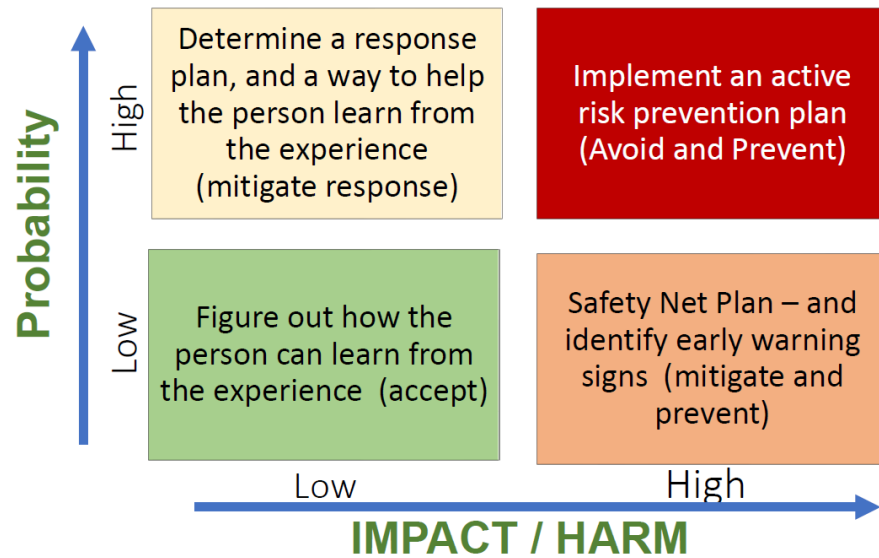 Probability
High
Determine a response
plan, and a way to help
the person learn from
the experience
(mitigate response)
Implement an active
risk prevention plan
(Avoid and Prevent)
Low
Figure out how the
person can learn from
the experience (accept)
Safety Net Plan – and
identify early warning
signs (mitigate and
prevent)
Low
High
IMPACT / HARM